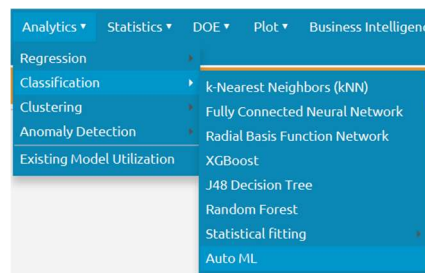 Analytics ▾ Statistics ▾ DOE ▾ Plot ▾ Business Intelligen
Regression
Classification
Clustering
Anomaly Detection
Existing Model Utilization
k-Nearest Neighbors (kNN)
Fully Connected Neural Network
Radial Basis Function Network
XGBoost
J48 Decision Tree
Random Forest
Statistical fitting
Auto ML